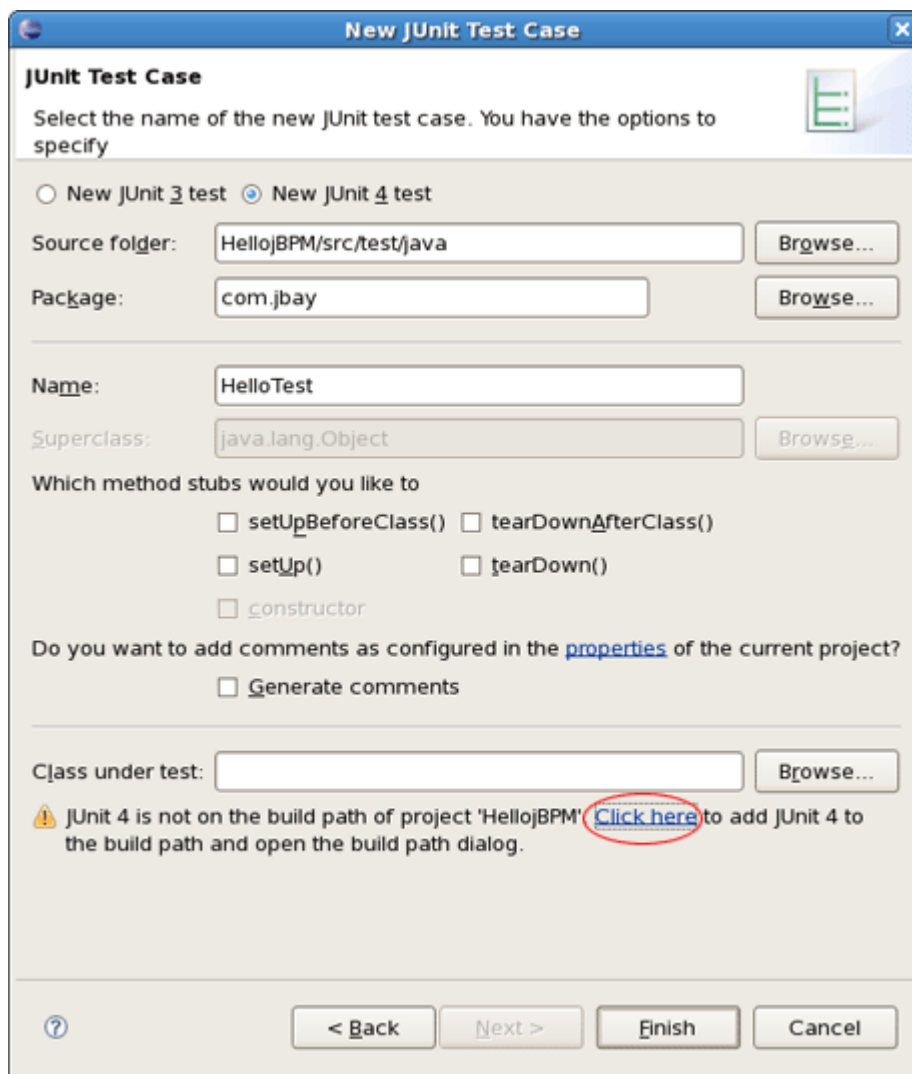 New JUnit Test Case
JUnit Test Case
Select the name of the new JUnit test case. You have the options to
specify
New JUnit 3 test New JUnit 4 test
Source folder: HellojBPM/src/test/java Browse...
Package: com.jbay Browse...
Name: HelloTest
Superclass: java.lang.Object Browse...
Which method stubs would you like to
setUpBeforeClass() tearDownAfterClass()
setUp() tearDown()
constructor
Do you want to add comments as configured in the properties of the current project?
Generate comments
Class under test: Browse...
JUnit 4 is not on the build path of project 'HellojBPM' Click here to add JUnit 4 to
the build path and open the build path dialog.
< Back Next > Finish Cancel